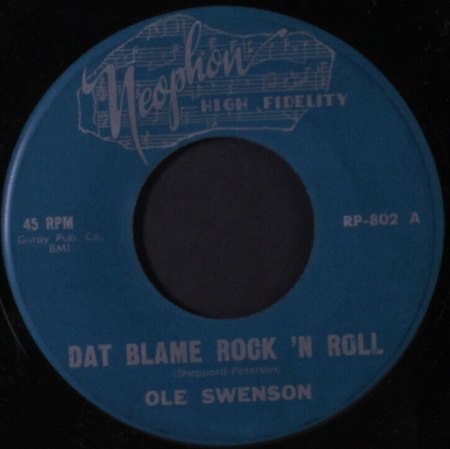 Neophon
HIGH FIDELITY
45 RPM
RP-802 A
Gilroy Pub. Co.
BMI
DAT BLAME ROCK 'N ROLL
(Sheppard-Peterson)
OLE SWENSON